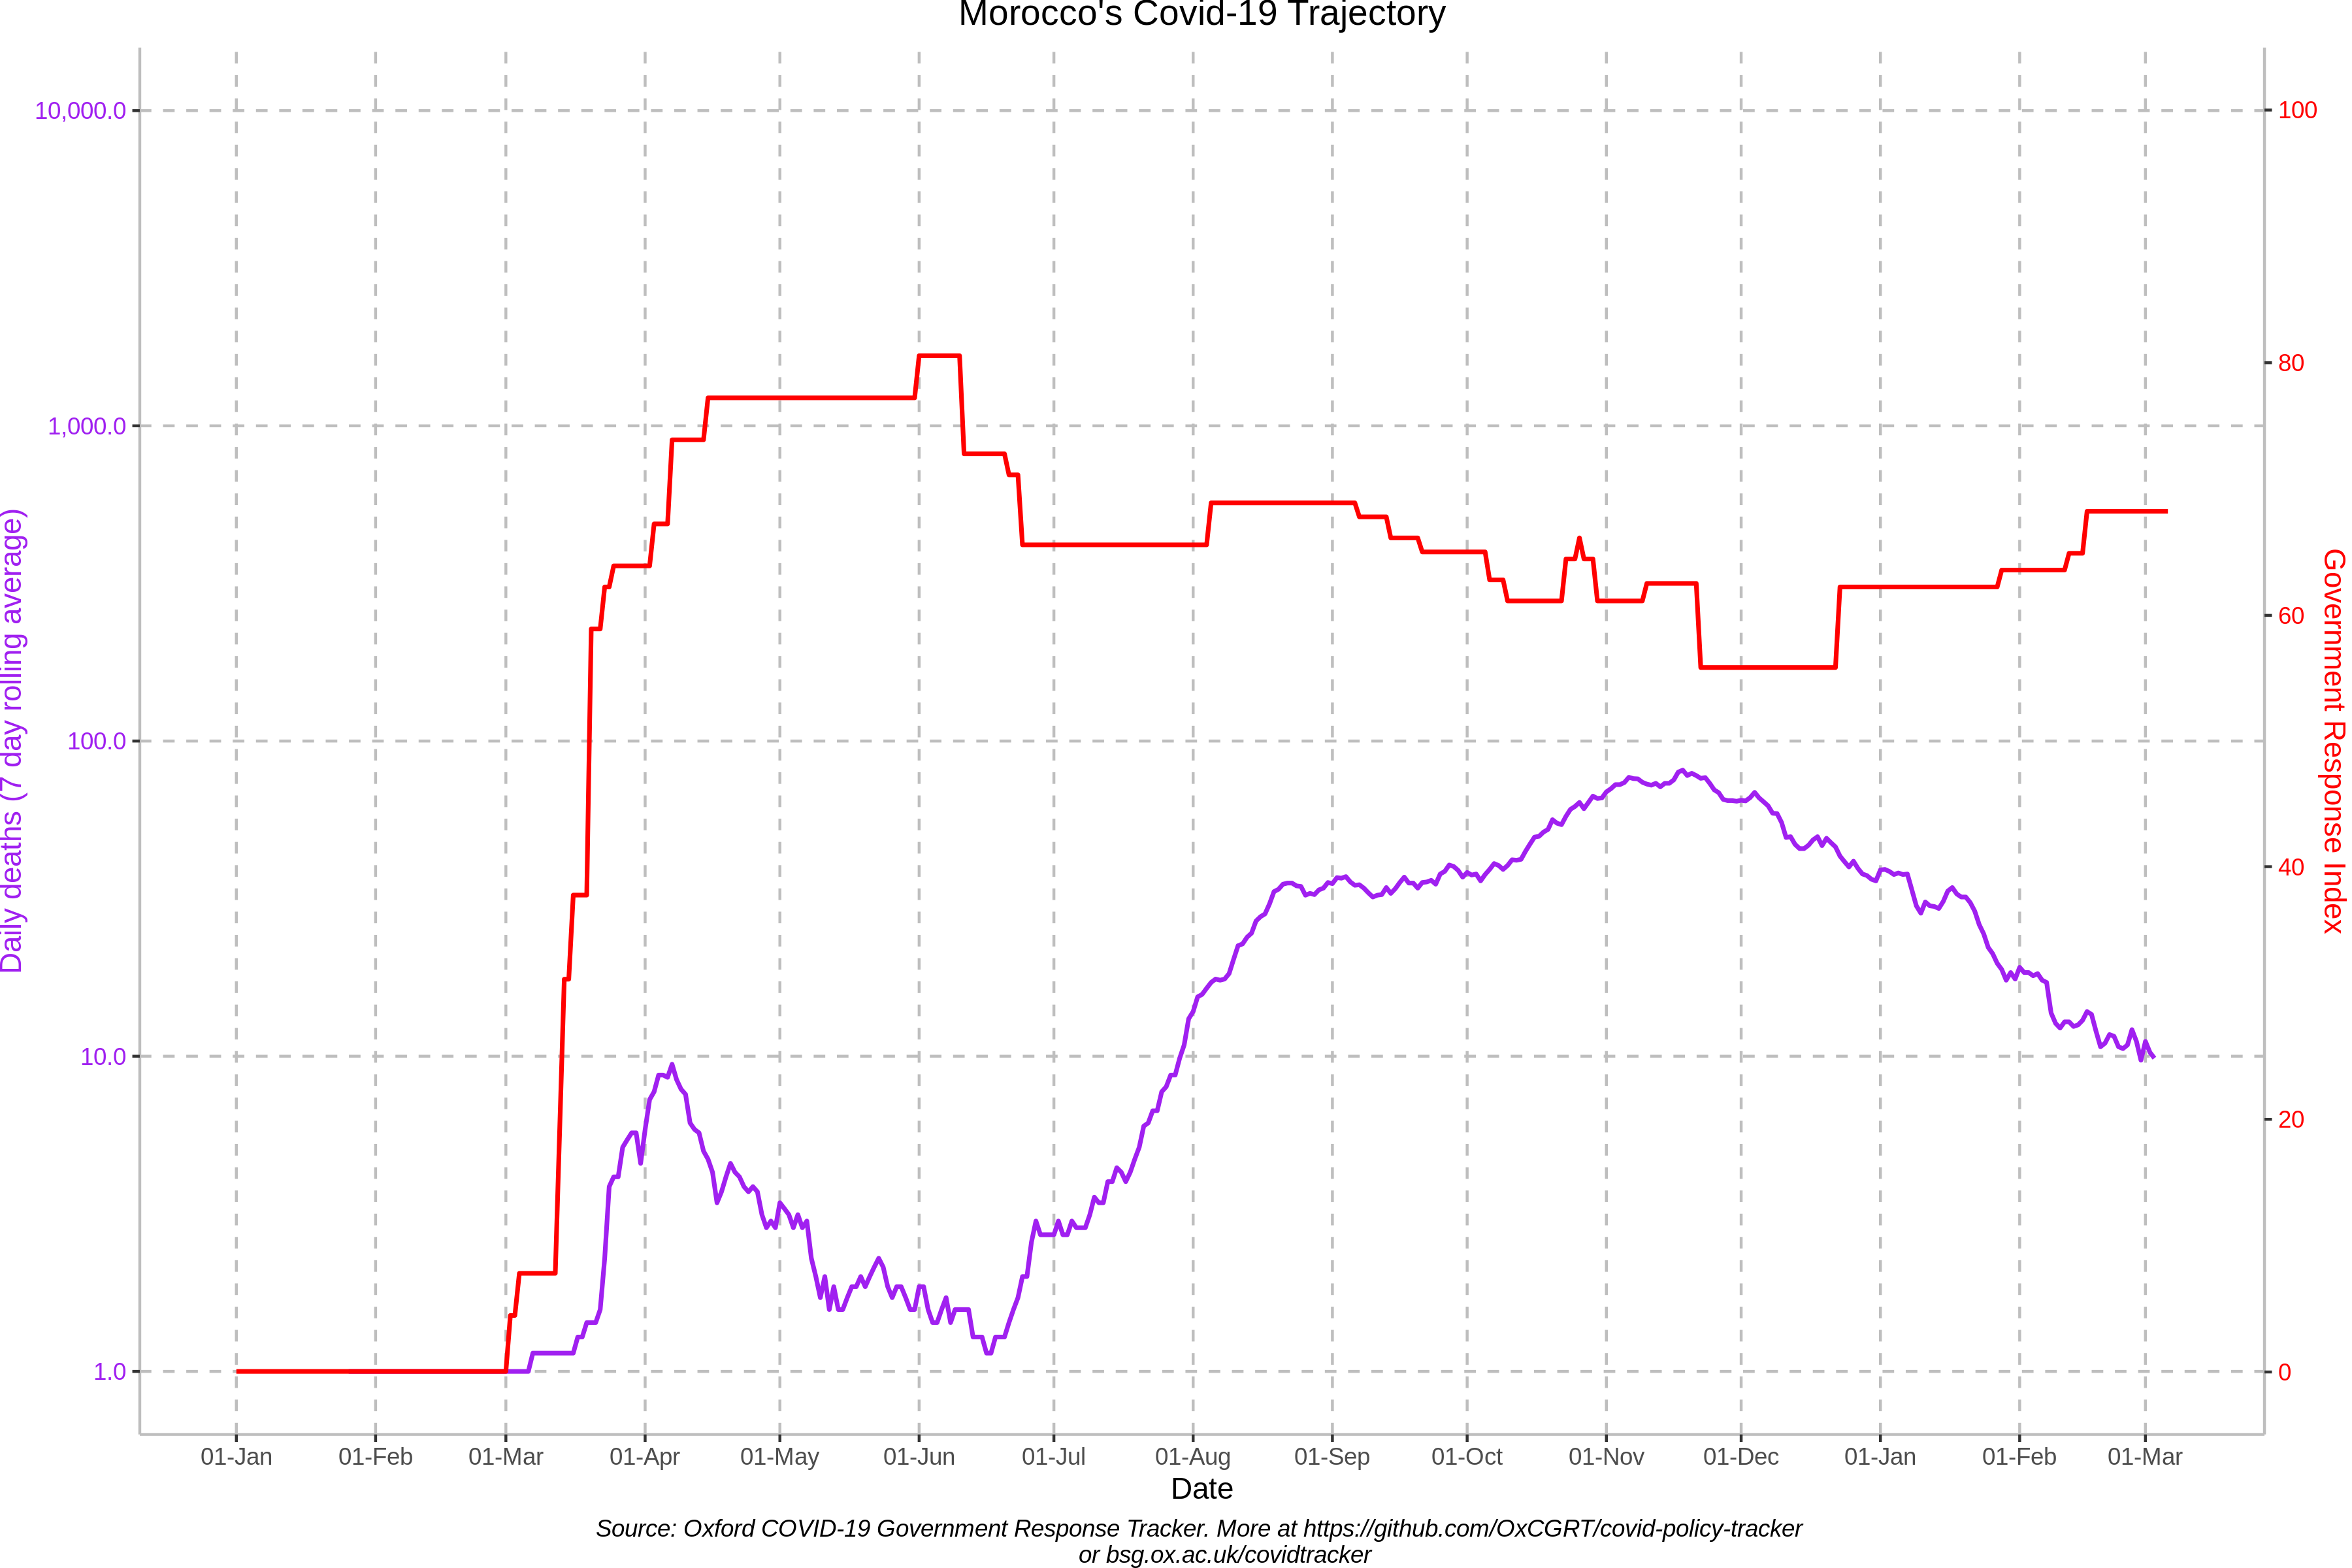 Morocco's Covid-19 Trajectory
10,000.0
1,000.0
100.0
10.0
1.0
Daily deaths (7 day rolling average)
100
80
60
40
20
0
Government Response Index
01-Jan 01-Feb 01-Mar 01-Apr 01-May 01-Jun 01-Jul 01-Aug 01-Sep 01-Oct 01-Nov 01-Dec 01-Jan 01-Feb 01-Mar
Date
Source: Oxford COVID-19 Government Response Tracker. More at https://github.com/OxCGRT/covid-policy-tracker
or bsg.ox.ac.uk/covidtracker